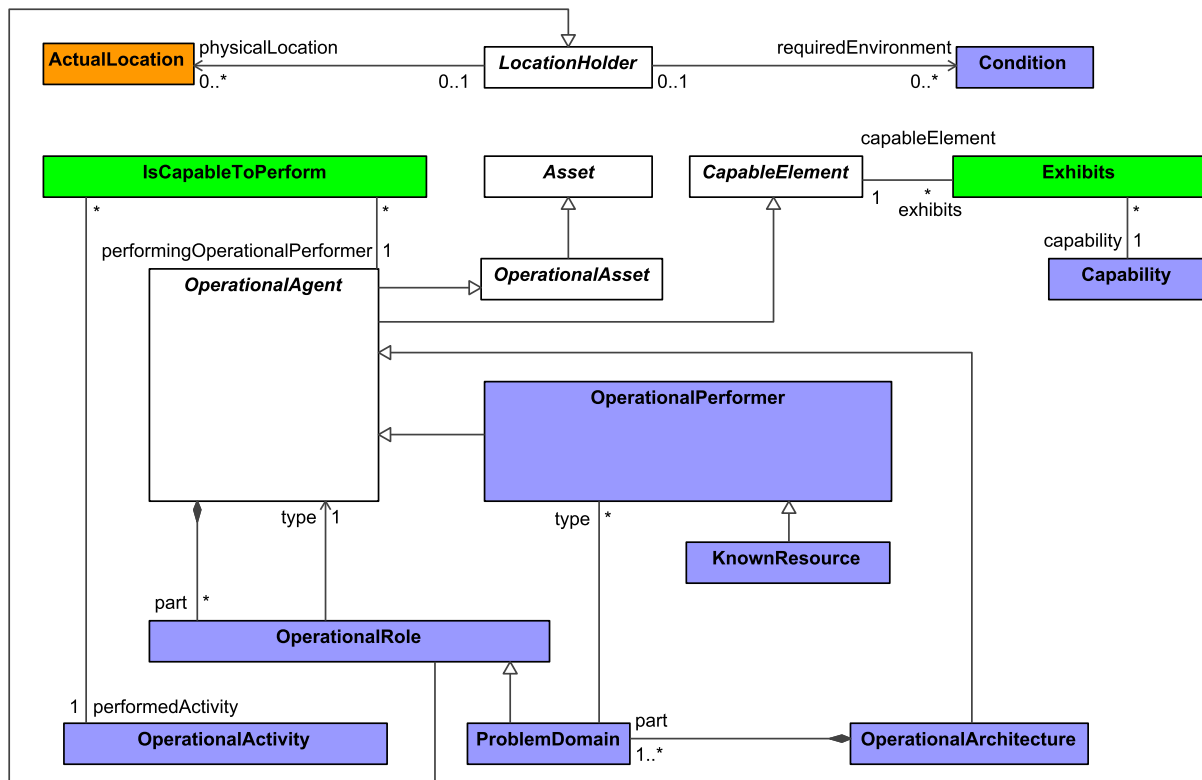 physicalLocation
requiredEnvironment
ActualLocation
LocationHolder
Condition
0..*
0..1
0..1
0..*
capableElement
IsCapableToPerform
Asset
CapableElement
Exhibits
1
*
exhibits
*
*
*
performingOperationalPerformer
1
capability
1
OperationalAgent
OperationalAsset
Capability
OperationalPerformer
type
1
type
*
KnownResource
part
*
OperationalRole
1
performedActivity
part
OperationalActivity
ProblemDomain
1..*
OperationalArchitecture